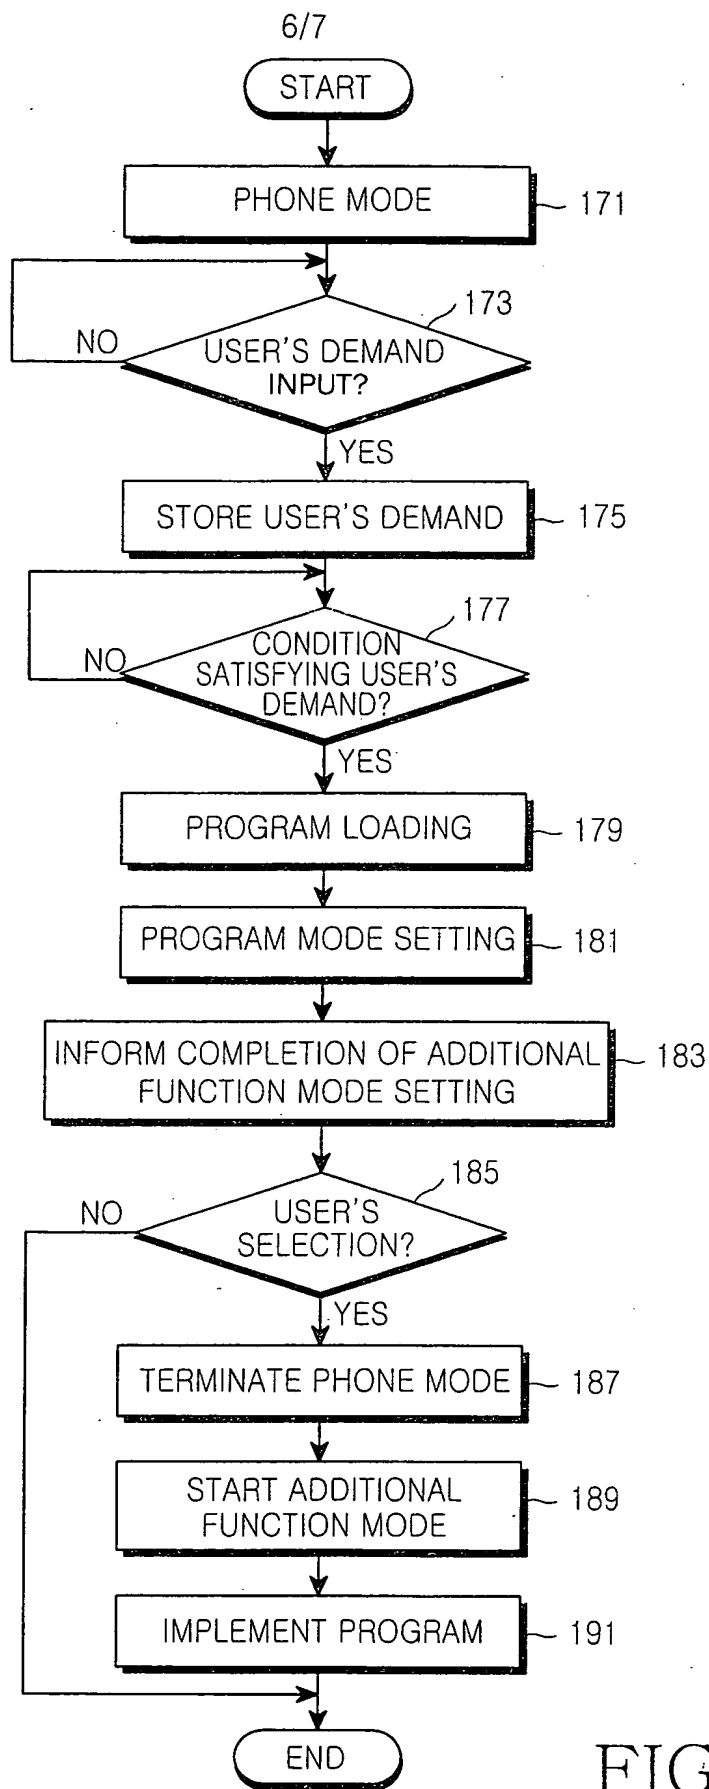 6/7
START
PHONE MODE
171
173
NO
USER'S DEMAND
INPUT?
YES
STORE USER'S DEMAND
175
177
NO
CONDITION
SATISFYING USER'S
DEMAND?
YES
PROGRAM LOADING
179
PROGRAM MODE SETTING
181
INFORM COMPLETION OF ADDITIONAL
FUNCTION MODE SETTING
183
185
NO
USER'S
SELECTION?
YES
TERMINATE PHONE MODE
187
START ADDITIONAL
FUNCTION MODE
189
IMPLEMENT PROGRAM
191
END
FIG